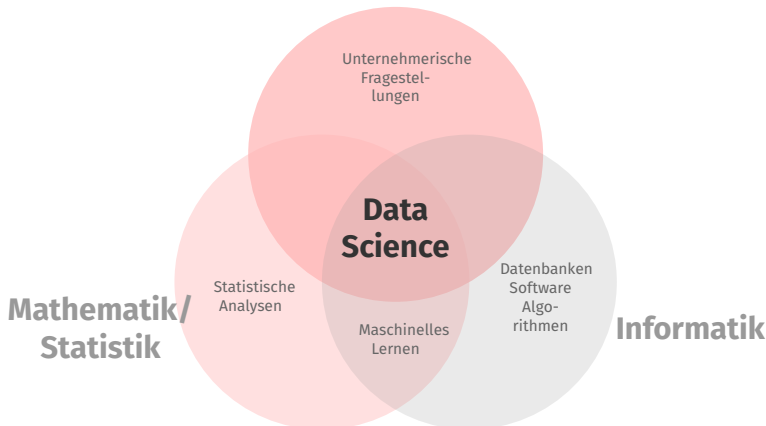 Unternehmerische
Fragestel-
lungen
Data
Science
Statistische
Analysen
Datenbanken
Software
Algo-
rithmen
Maschinelles
Lernen
Mathematik/
Statistik
Informatik